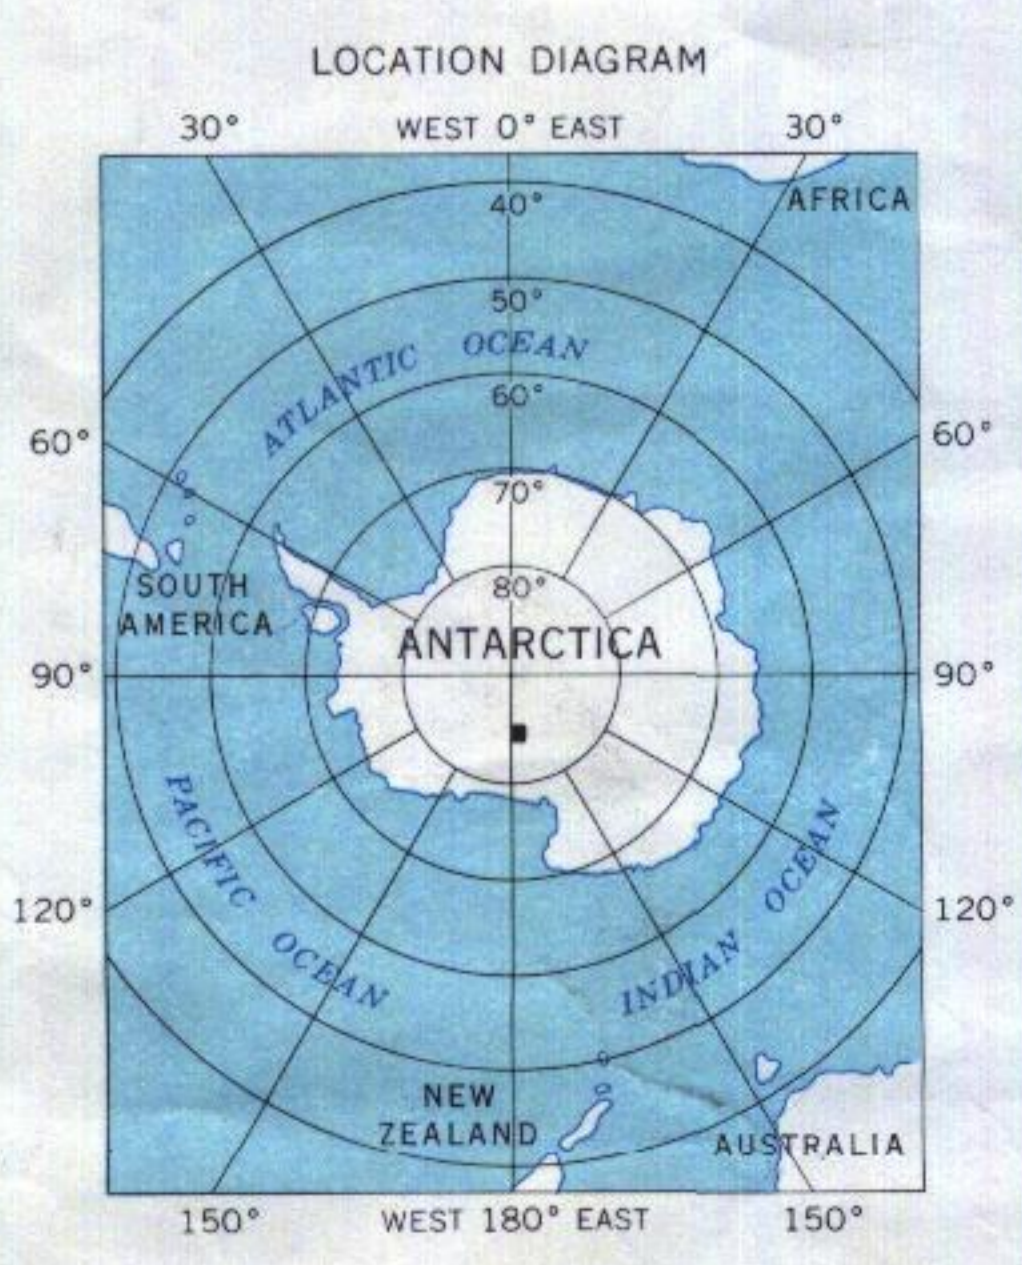 LOCATION DIAGRAM
30° WEST 0° EAST 30°
AFRICA
40°
50°
ATLANTIC OCEAN
60°
60° 60°
70°
80°
SOUTH
AMERICA
ANTARCTICA
90° 90°
PACIFIC OCEAN
INDIAN OCEAN
120° 120°
NEW
ZEALAND
AUSTRALIA
150° WEST 180° EAST 150°